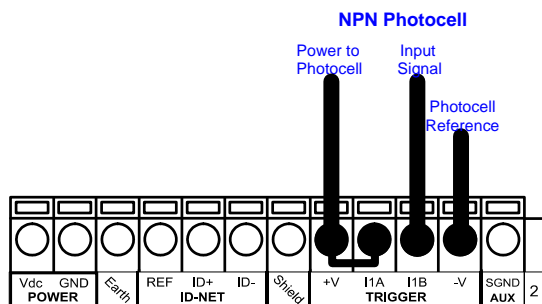 NPN Photocell
Power to
Photocell
Input
Signal
Photocell
Reference
Vdc GND Earth REF ID+ ID- Shield +V I1A I1B -V SGND
POWER ID-NET TRIGGER AUX 2